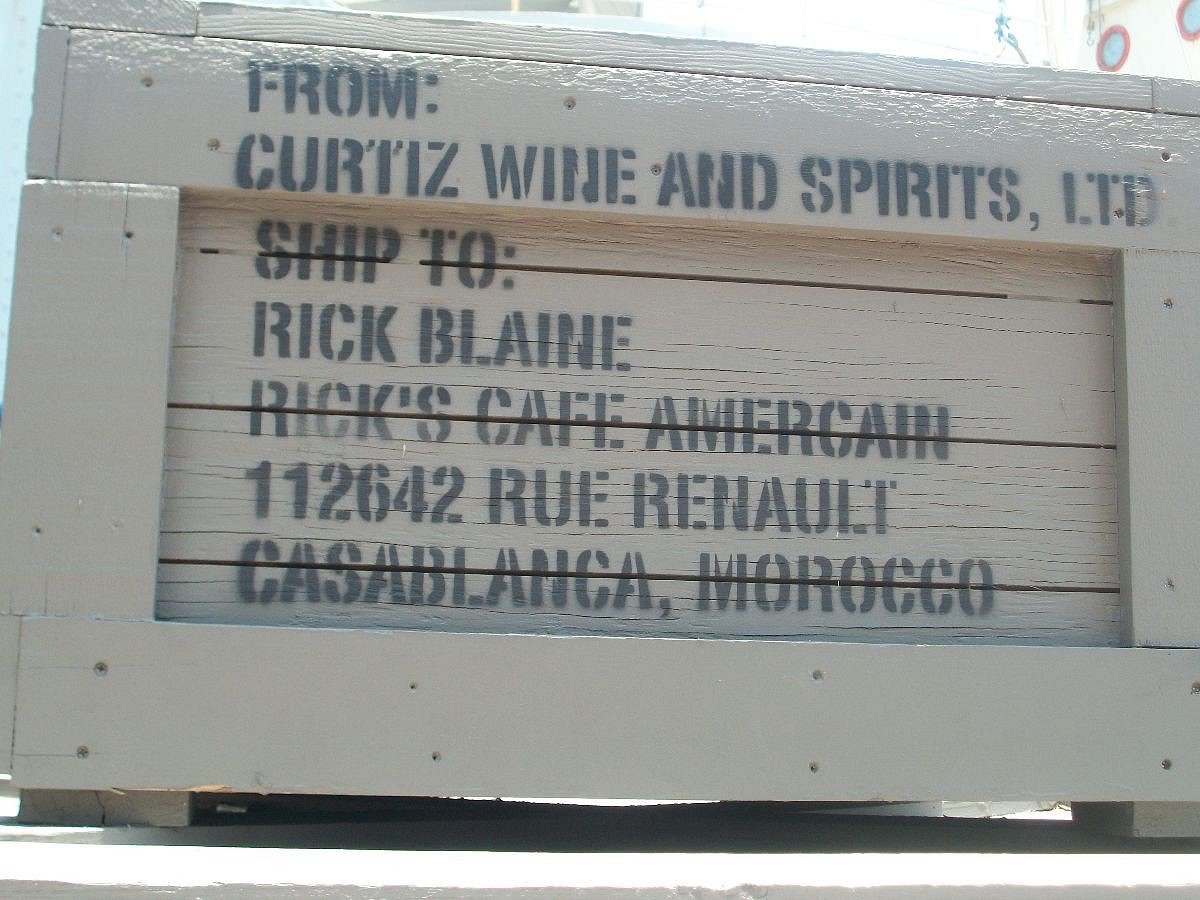 FROM:
CURTIZ WINE AND SPIRITS, LTD
SHIP TO:
RICK BLAINE
RICK'S CAFE AMERCAIN
112642 RUE RENAULT
CASABLANCA, MOROCCO